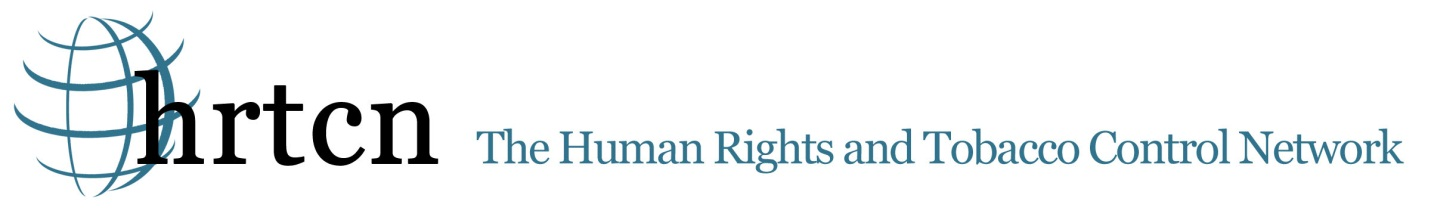 hrtcn The Human Rights and Tobacco Control Network